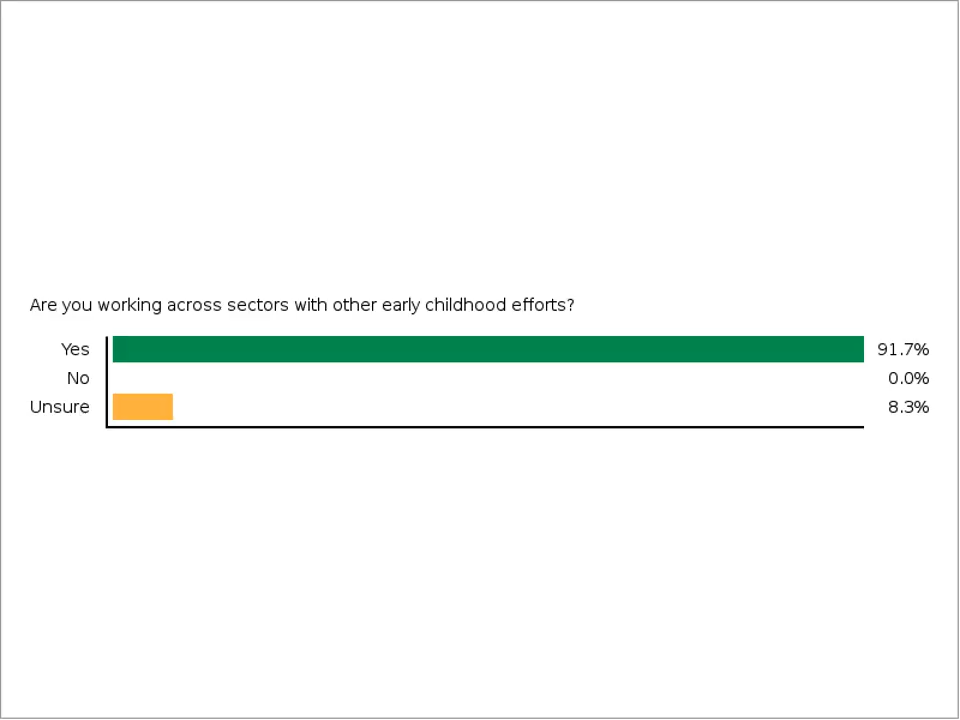 Are you working across sectors with other early childhood efforts?
Yes 91.7%
No 0.0%
Unsure 8.3%